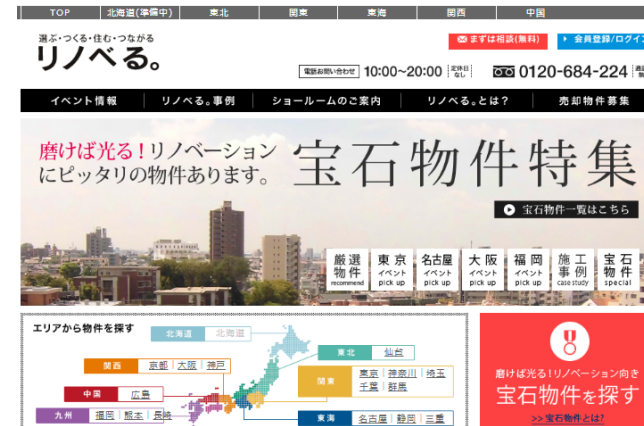 TOP 北海道(準備中) 東北 関東 東海 関西 中国
選ぶ・つくる・住む・つながる
リノベる。
まずは相談(無料) 会員登録/ログイン
電話お問い合わせ 10:00~20:00 定休日なし 0120-684-224
イベント情報 リノベる。事例 ショールームのご案内 リノベる。とは? 売却物件募集
磨けば光る!リノベーション
にピッタリの物件あります。
宝石物件特集
宝石物件一覧はこちら
厳選 東京 名古屋 大阪 福岡 施工 宝石
物件 イベント イベント イベント イベント 事例 物件
recommend pick up pick up pick up pick up case study special
エリアから物件を探す
北海道 北海道
東北 仙台
関西 京都 大阪 神戸
関東 東京 神奈川 埼玉
千葉 群馬
中国 広島
九州 福岡 熊本 長崎
東海 名古屋 静岡 三重
磨けば光る!リノベーション向き
宝石物件を探す
>> 宝石物件とは?